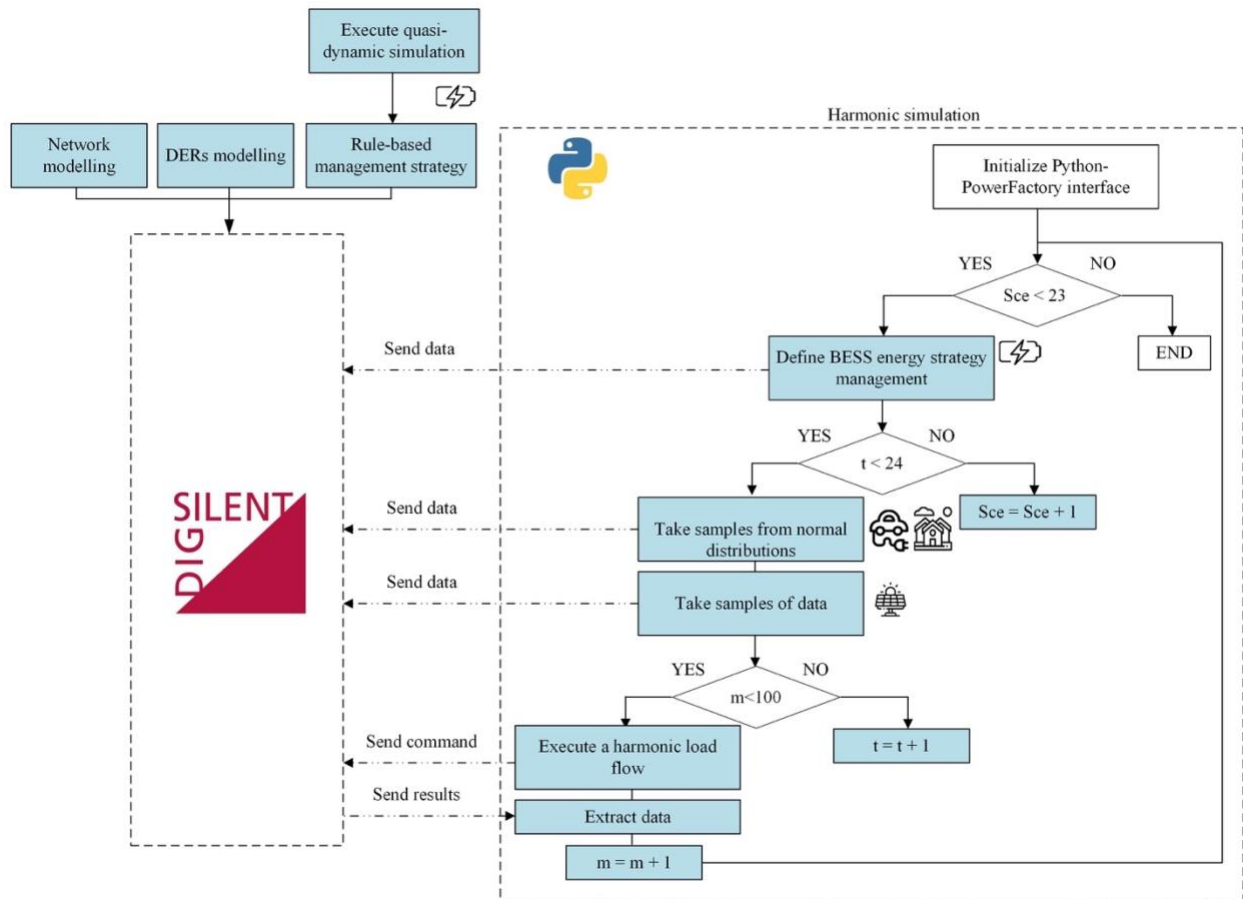 Execute quasi-
dynamic simulation
Network
modelling
DERs modelling
Rule-based
management strategy
Harmonic simulation
Initialize Python-
PowerFactory interface
YES
NO
Sce < 23
END
Send data
Define BESS energy strategy
management
YES
NO
t < 24
Sce = Sce + 1
DIG
SILENT
Send data
Take samples from normal
distributions
Send data
Take samples of data
YES
NO
m<100
t = t + 1
Send command
Execute a harmonic load
flow
Send results
Extract data
m = m + 1